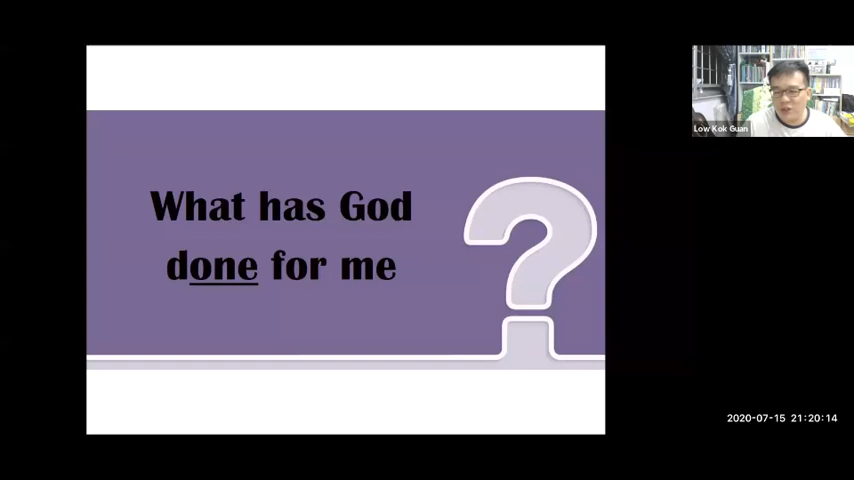 What has God
done for me
?
Low Kok Guan
2020-07-15 21:20:14